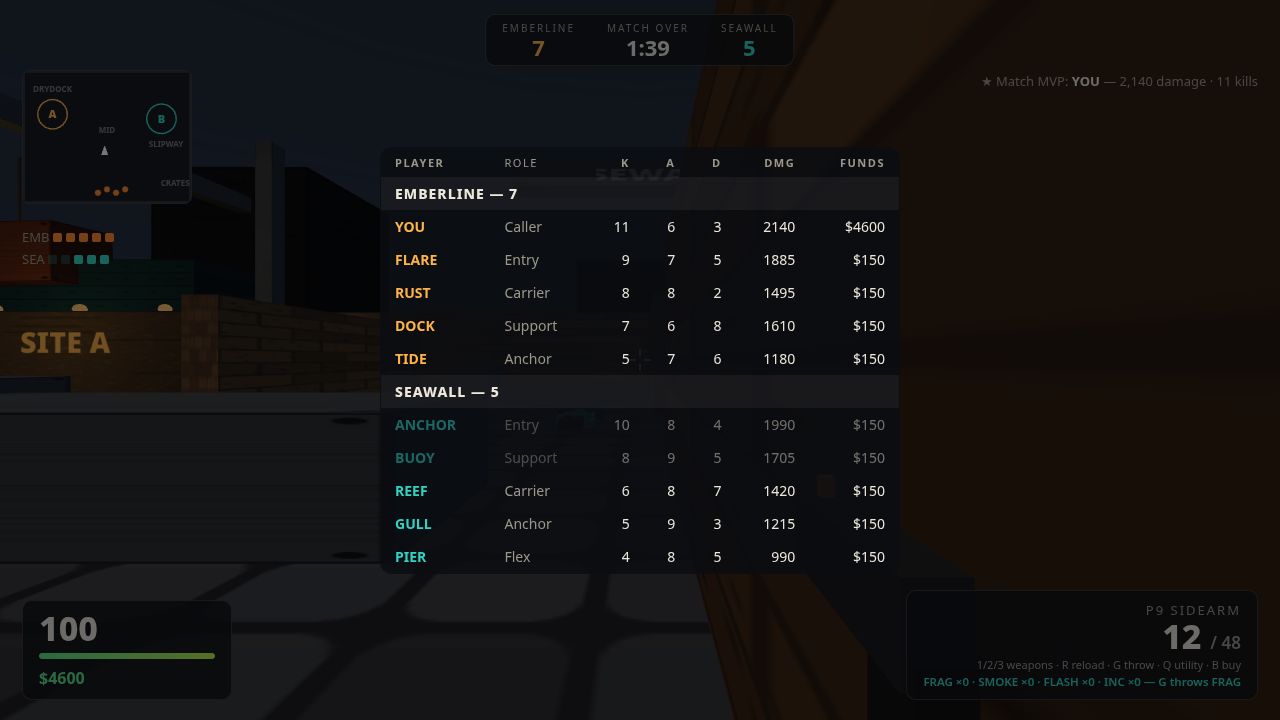 EMBERLINE MATCH OVER SEAWALL
7 1:39 5
★ Match MVP: YOU — 2,140 damage · 11 kills
DRYDOCK
A
B
MID
SLIPWAY
CRATES
EMB
SEA
SITE A
PLAYER ROLE K A D DMG FUNDS
EMBERLINE — 7
YOU Caller 11 6 3 2140 $4600
FLARE Entry 9 7 5 1885 $150
RUST Carrier 8 8 2 1495 $150
DOCK Support 7 6 8 1610 $150
TIDE Anchor 5 7 6 1180 $150
SEAWALL — 5
ANCHOR Entry 10 8 4 1990 $150
BUOY Support 8 9 5 1705 $150
REEF Carrier 6 8 7 1420 $150
GULL Anchor 5 9 3 1215 $150
PIER Flex 4 8 5 990 $150
100
$4600
P9 SIDEARM
12 / 48
1/2/3 weapons · R reload · G throw · Q utility · B buy
FRAG ×0 · SMOKE ×0 · FLASH ×0 · INC ×0 — G throws FRAG